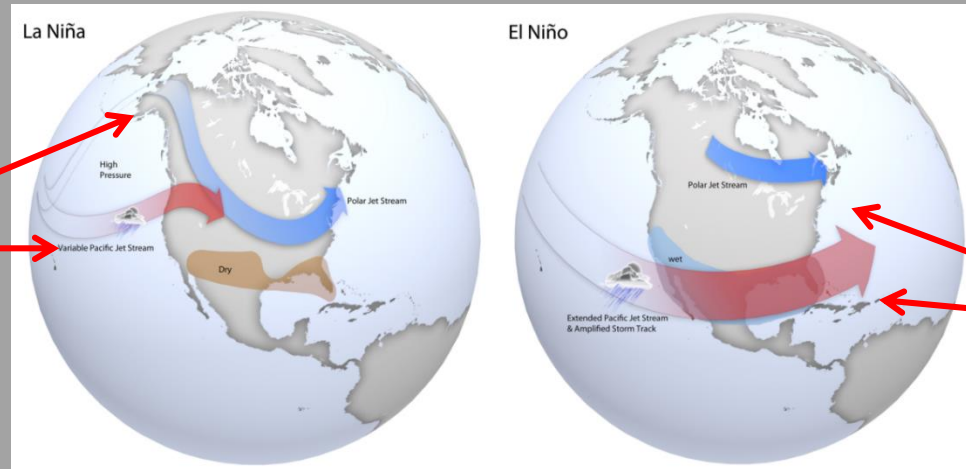 La Niña
High
Pressure
Polar Jet Stream
Variable Pacific Jet Stream
Dry
El Niño
Polar Jet Stream
wet
Extended Pacific Jet Stream
& Amplified Storm Track